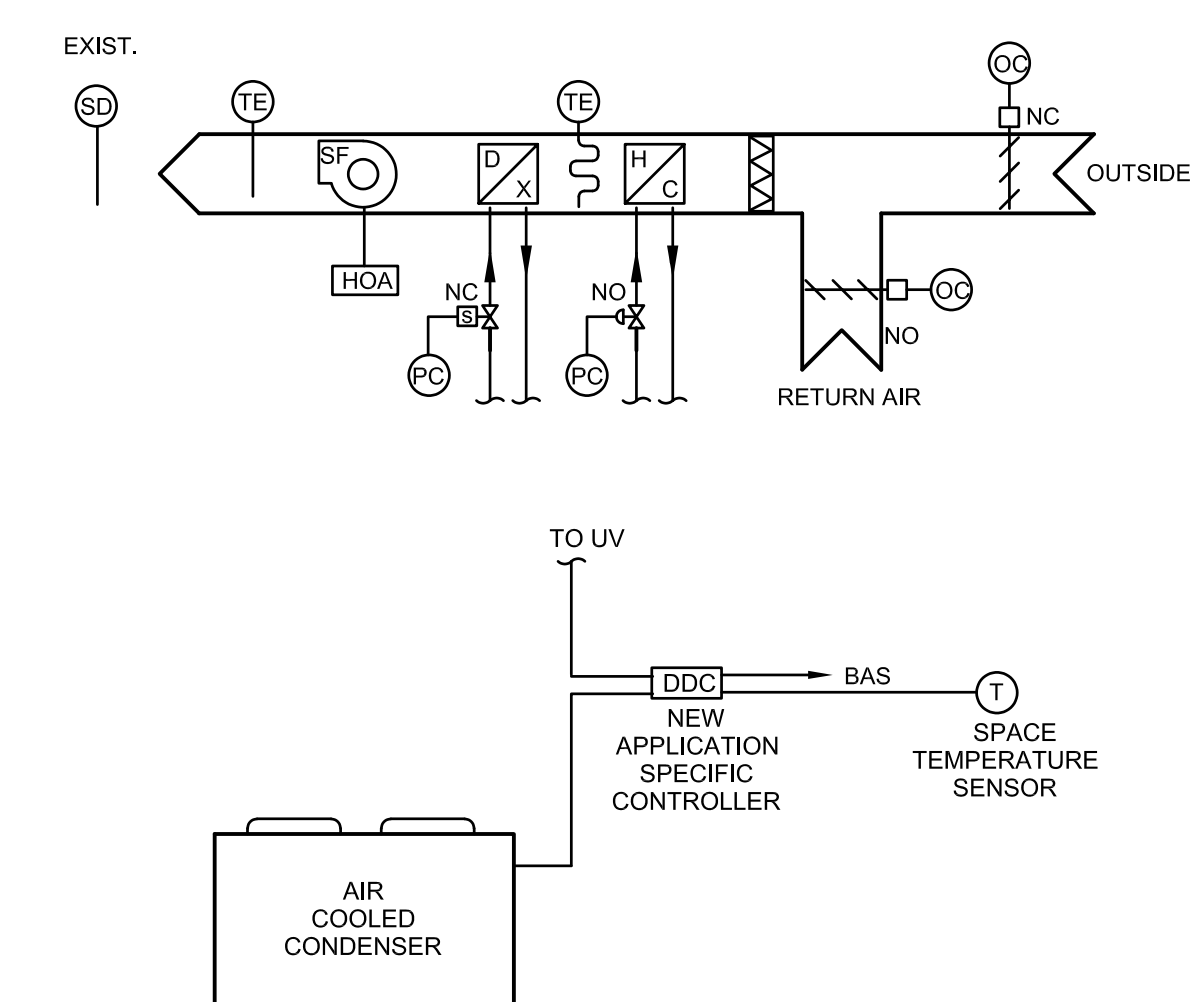 EXIST.
SD
TE
TE
OC
NC
SF
D
X
H
C
OUTSIDE
HOA
NC
NO
OC
S
NO
PC
PC
RETURN AIR
TO UV
DDC
BAS
T
NEW
APPLICATION
SPECIFIC
CONTROLLER
SPACE
TEMPERATURE
SENSOR
AIR
COOLED
CONDENSER